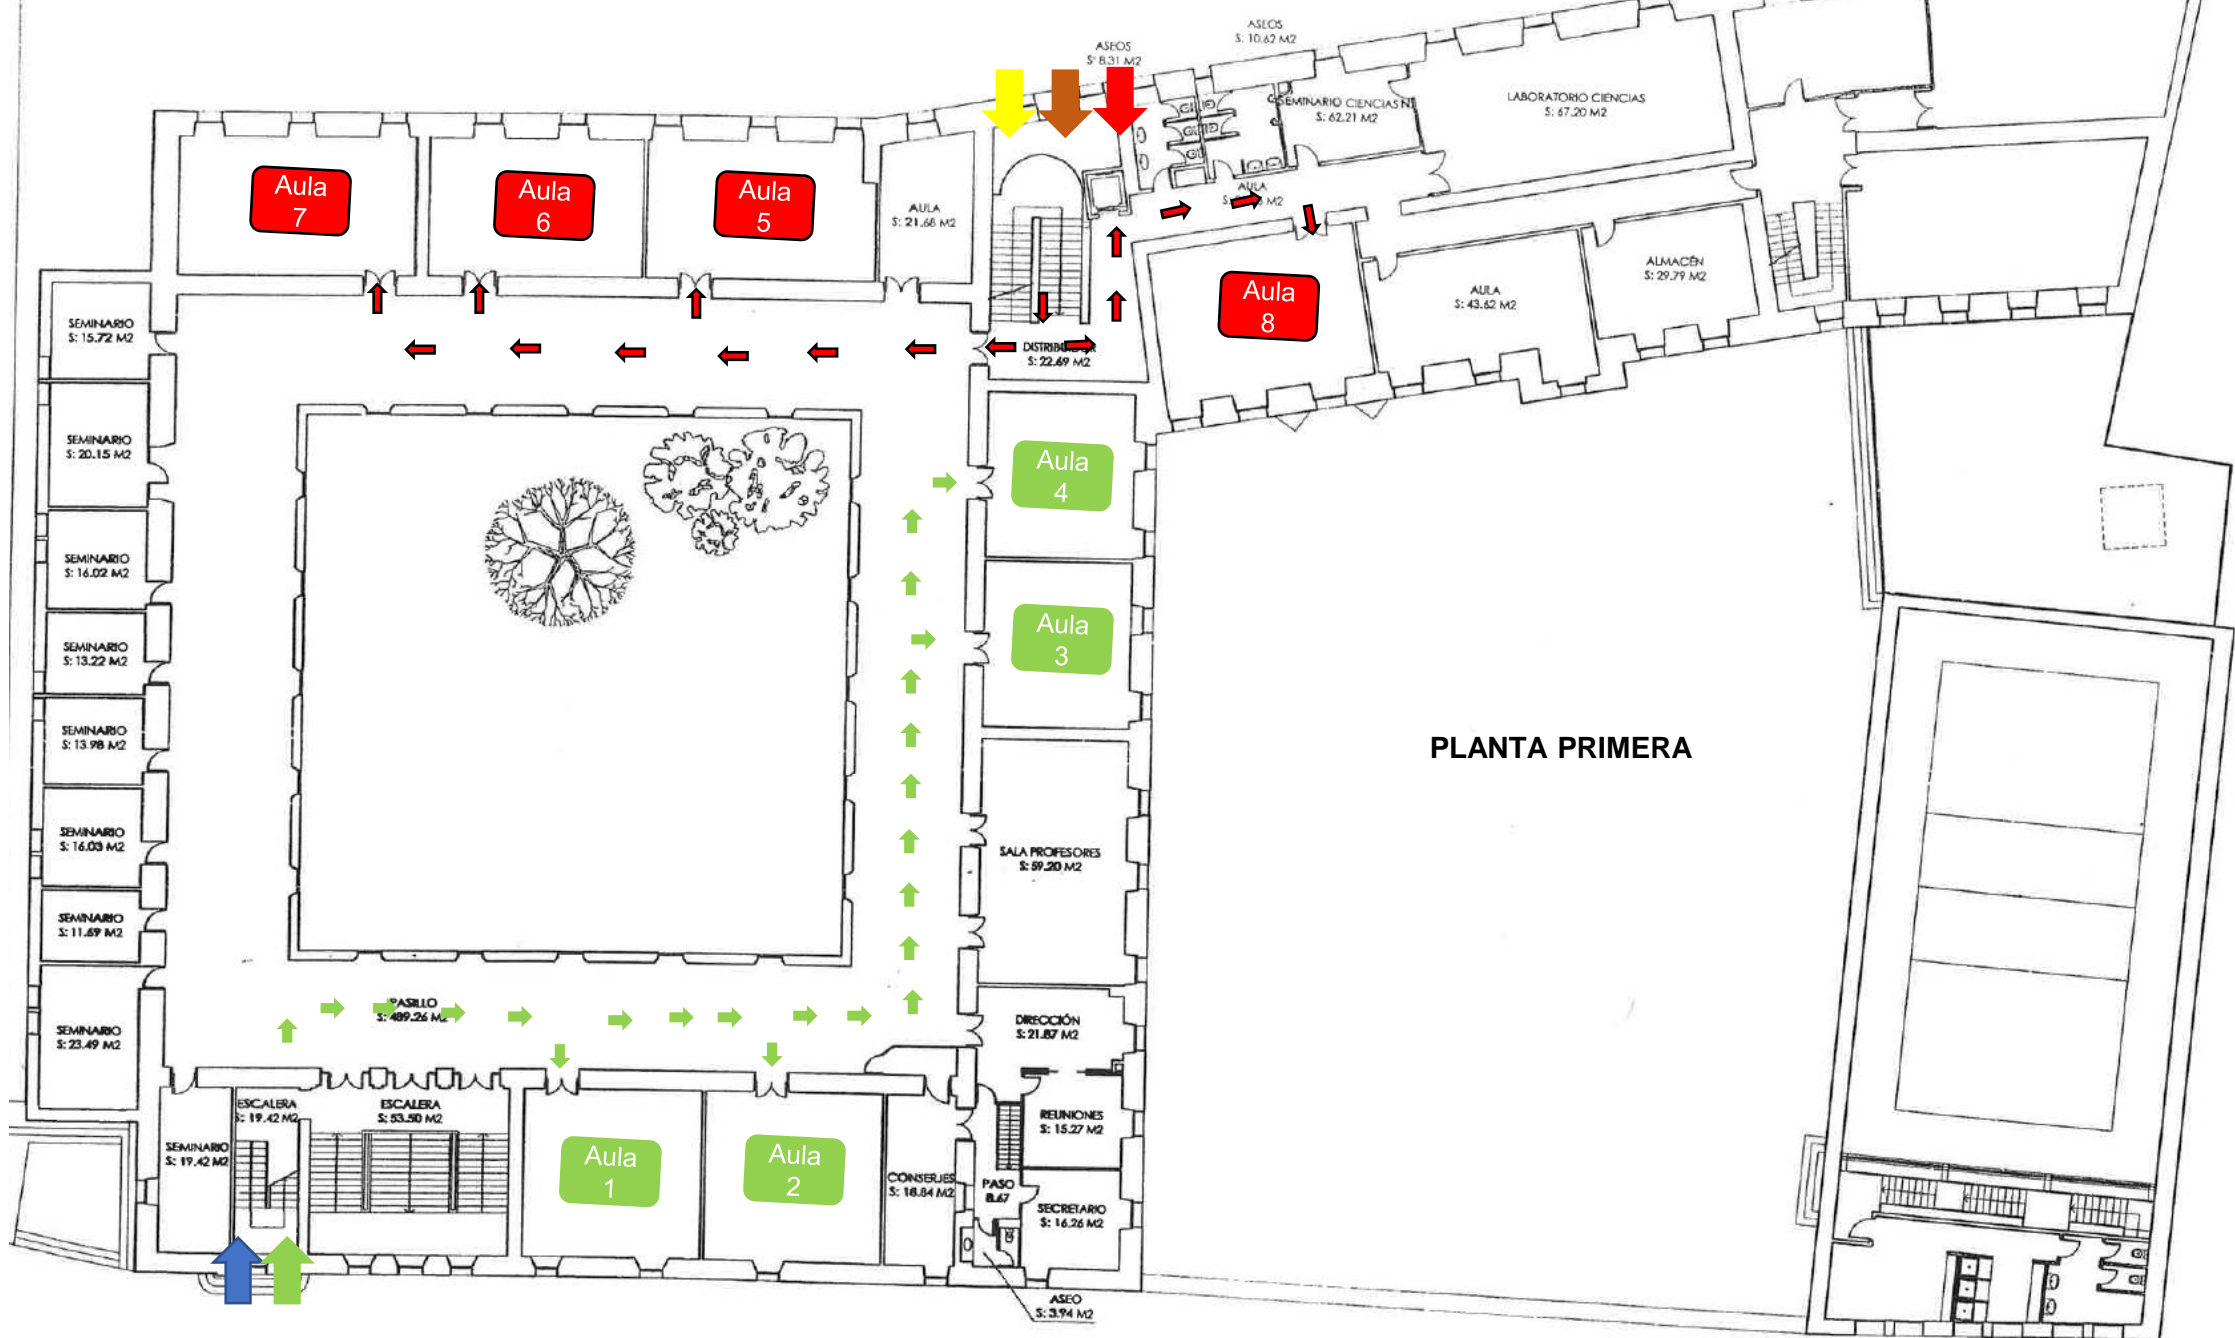 ASEOS
S: 10.62 M2
ASEOS
S: 8.31 M2
SEMINARIO CIENCIAS N
S: 62.21 M2
LABORATORIO CIENCIAS
S: 67.20 M2
Aula
7
Aula
6
Aula
5
AULA
S: 21.68 M2
AULA
M2
Aula
8
AULA
S: 43.62 M2
ALMACÉN
S: 29.79 M2
SEMINARIO
S: 15.72 M2
S: 22.69 M2
SEMINARIO
S: 20.15 M2
Aula
4
SEMINARIO
S: 16.02 M2
Aula
3
SEMINARIO
S: 13.22 M2
SEMINARIO
S: 13.98 M2
PLANTA PRIMERA
SEMINARIO
S: 16.03 M2
SALA PROFESORES
S: 59.20 M2
SEMINARIO
S: 11.69 M2
PASILLO
S: 489.26 M2
SEMINARIO
S: 23.49 M2
DIRECCIÓN
S: 21.87 M2
ESCALERA
S: 19.42 M2
ESCALERA
S: 53.50 M2
REUNIONES
S: 15.27 M2
SEMINARIO
S: 19.42 M2
Aula
1
Aula
2
CONSERJES
S: 18.84 M2
PASO
8.67
SECRETARIO
S: 16.26 M2
ASEO
S: 3.94 M2